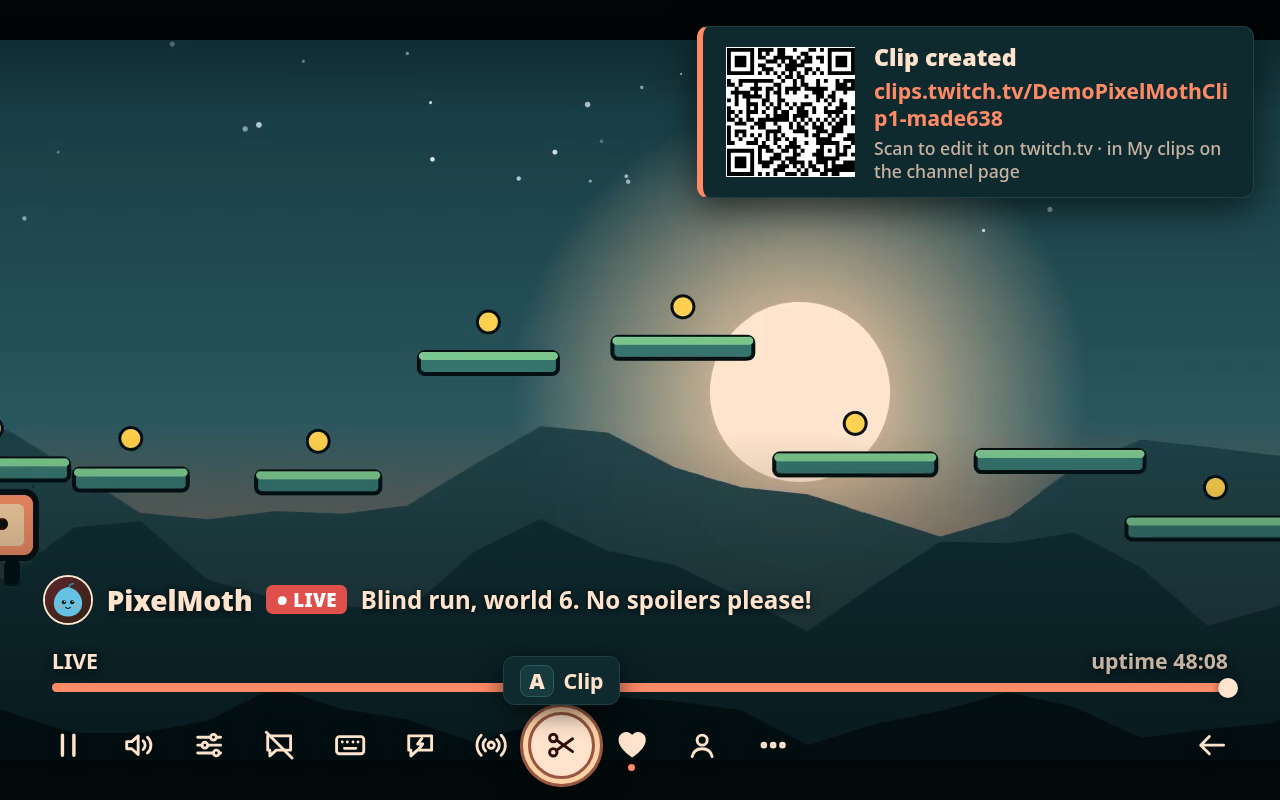 Clip created
clips.twitch.tv/DemoPixelMothCli
p1-made638
Scan to edit it on twitch.tv · in My clips on
the channel page
PixelMoth
LIVE
Blind run, world 6. No spoilers please!
LIVE
uptime 48:08
A Clip